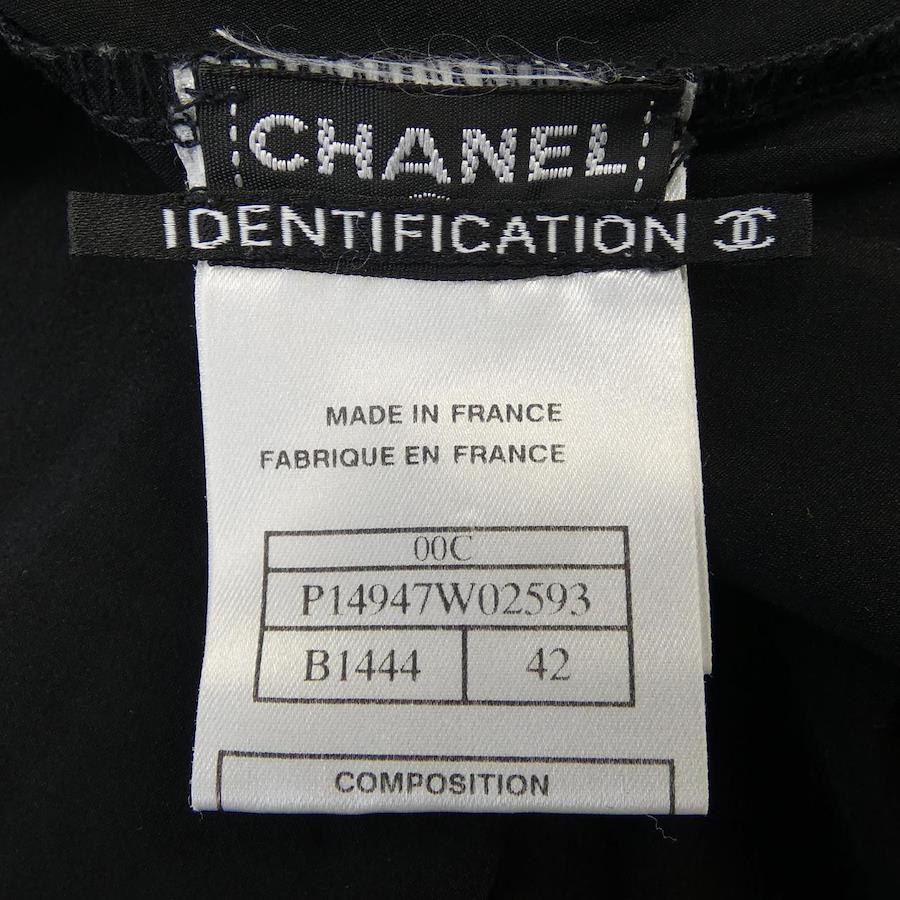 CHANEL
IDENTIFICATION
MADE IN FRANCE
FABRIQUE EN FRANCE
00C
P14947W02593
B1444 42
COMPOSITION